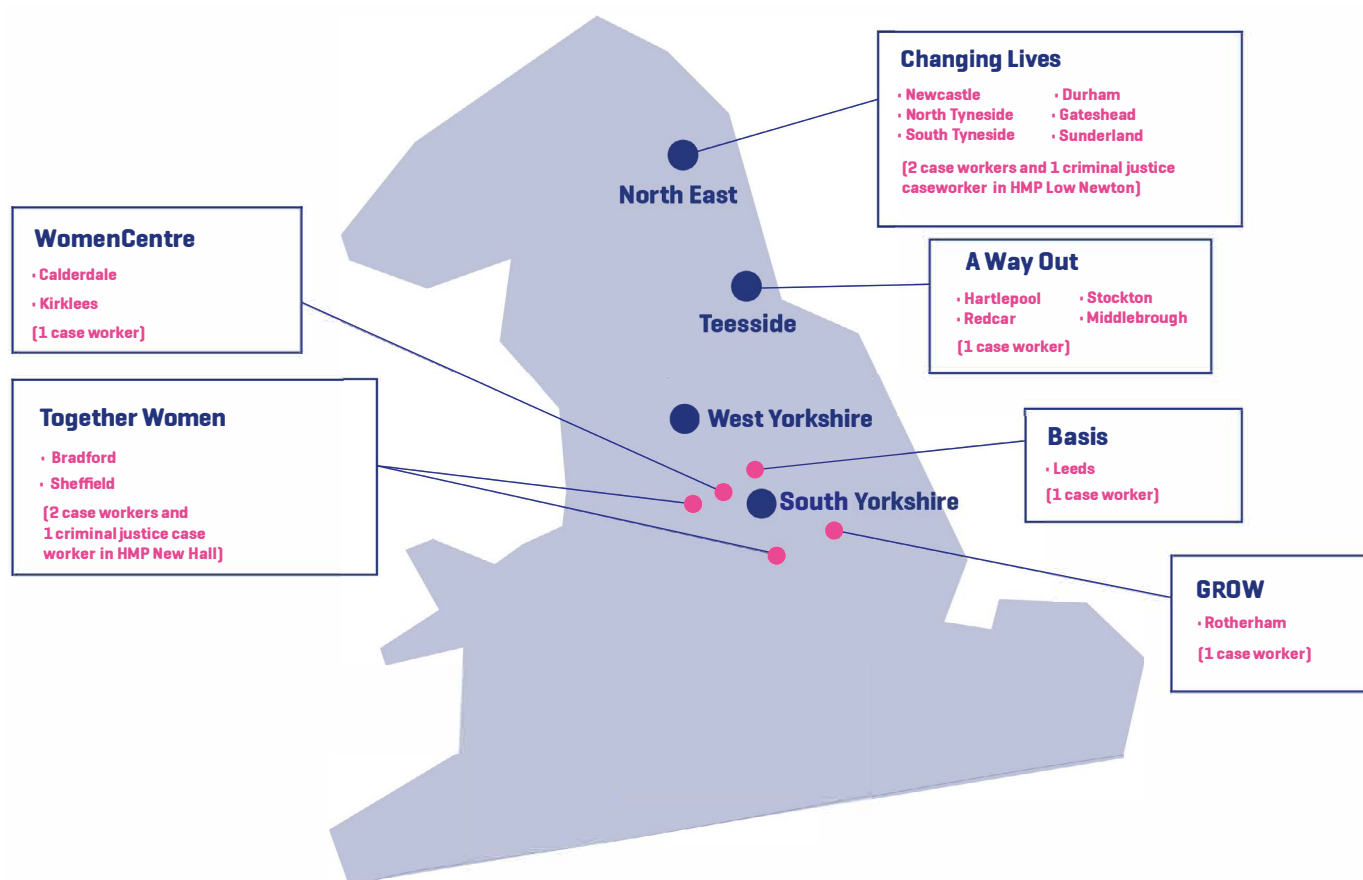 Changing Lives
· Newcastle
· North Tyneside
· South Tyneside
· Durham
· Gateshead
· Sunderland
(2 case workers and 1 criminal justice
caseworker in HMP Low Newton)
North East
WomenCentre
· Calderdale
· Kirklees
(1 case worker)
A Way Out
· Hartlepool
· Redcar
· Stockton
· Middlebrough
(1 case worker)
Teesside
Together Women
· Bradford
· Sheffield
(2 case workers and
1 criminal justice case
worker in HMP New Hall)
West Yorkshire
Basis
· Leeds
(1 case worker)
South Yorkshire
GROW
· Rotherham
(1 case worker)